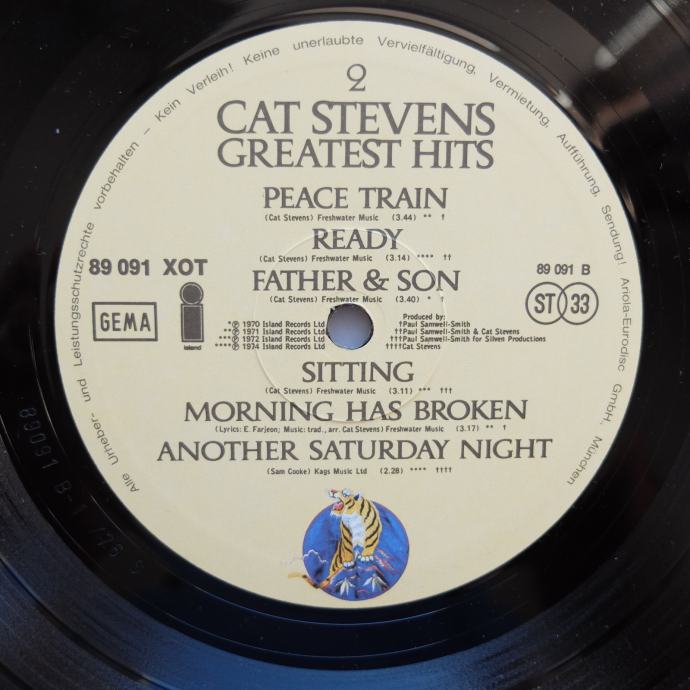 Alle Urheber- und Leistungsschutzrechte vorbehalten – Kein Verleih! Keine unerlaubte Vervielfältigung, Vermietung, Aufführung, Sendung! Ariola-Eurodisc GmbH, München
2
CAT STEVENS
GREATEST HITS
PEACE TRAIN
(Cat Stevens) Freshwater Music (3.44) ** †
READY
(Cat Stevens) Freshwater Music (3.14) **** ††
FATHER & SON
(Cat Stevens) Freshwater Music (3.40) * †
89 091 XOT
89 091 B
GEMA
island
ST 33
*℗ 1970 Island Records Ltd
**℗ 1971 Island Records Ltd
***℗ 1972 Island Records Ltd
****℗ 1974 Island Records Ltd
Produced by:
†Paul Samwell-Smith
††Paul Samwell-Smith & Cat Stevens
†††Paul Samwell-Smith for Silven Productions
††††Cat Stevens
SITTING
(Cat Stevens) Freshwater Music (3.11) *** †††
MORNING HAS BROKEN
(Lyrics: E. Farjeon; Music: trad., arr. Cat Stevens) Freshwater Music (3.17) ** †
ANOTHER SATURDAY NIGHT
(Sam Cooke) Kags Music Ltd (2.28) **** ††††
89091 B